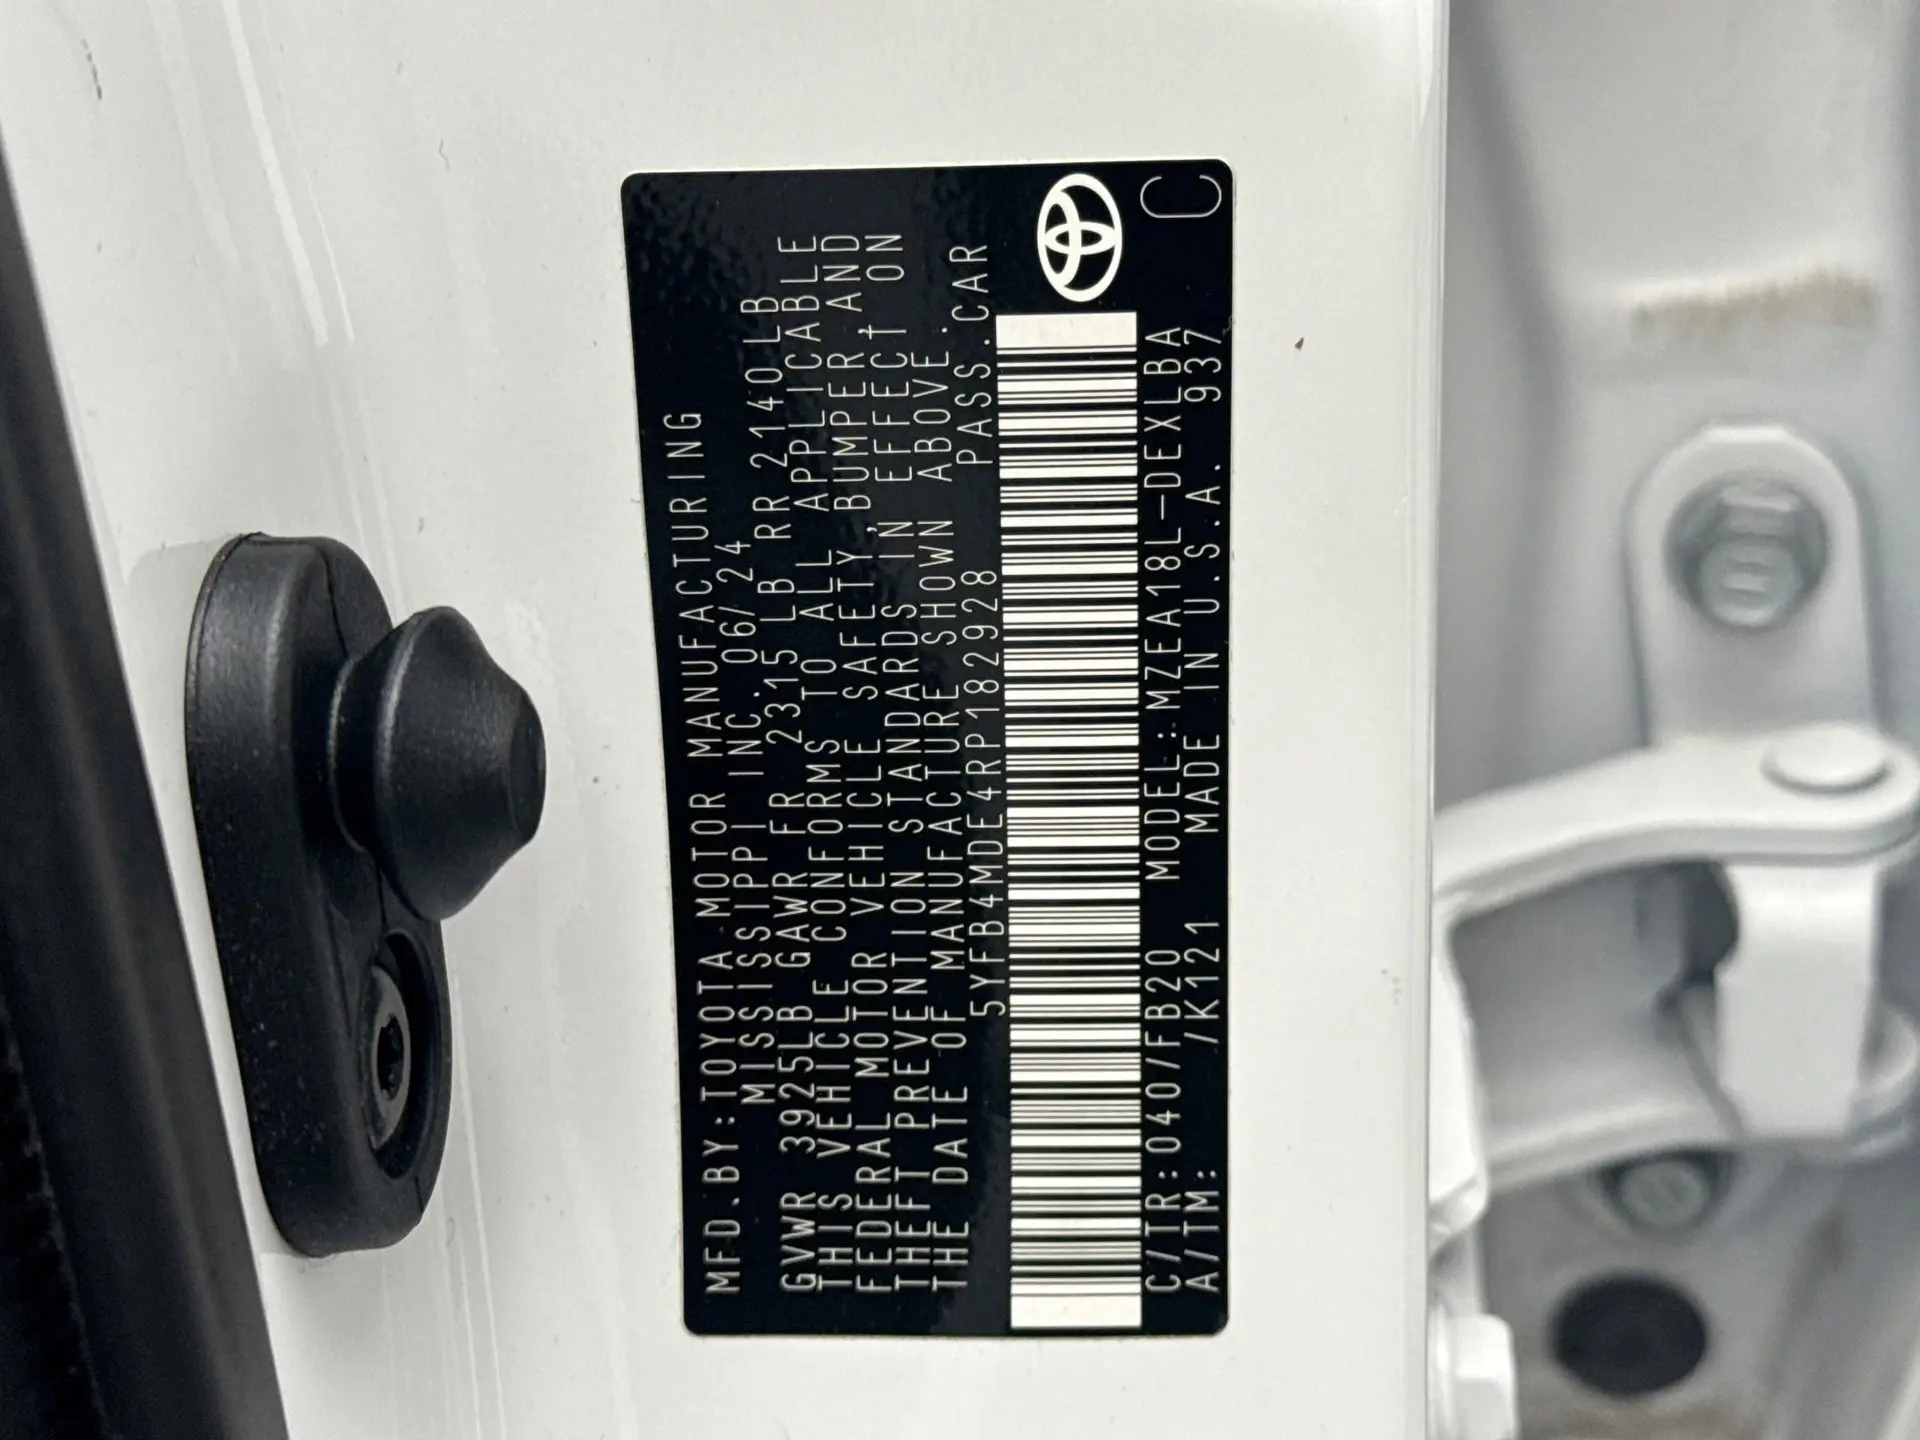 MFD.BY:TOYOTA MOTOR MANUFACTURING
MISSISSIPPI INC. 06/24
GVWR 3925LB GAWR FR 2315 LB RR 2140LB
THIS VEHICLE CONFORMS TO ALL APPLICABLE
FEDERAL MOTOR VEHICLE SAFETY,BUMPER,AND
THEFT PREVENTION STANDARDS IN EFFECT ON
THE DATE OF MANUFACTURE SHOWN ABOVE.
5YFB4MDE4RP182928 PASS.CAR
C/TR:040/FB20 MODEL:MZEA18L-DEXLBA
A/TM: /K121 MADE IN U.S.A. 937
C